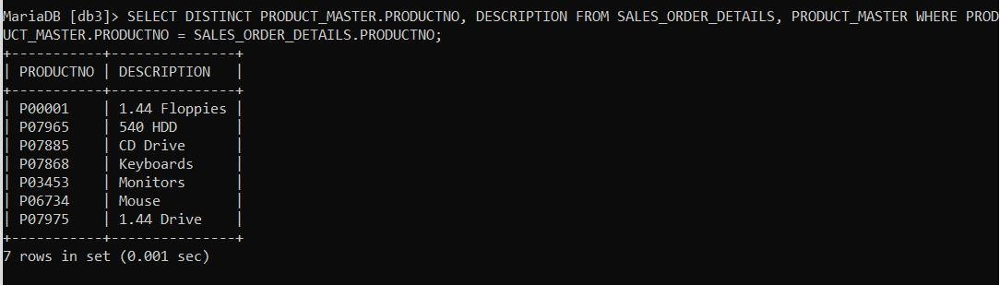 MariaDB [db3]> SELECT DISTINCT PRODUCT_MASTER.PRODUCTNO, DESCRIPTION FROM SALES_ORDER_DETAILS, PRODUCT_MASTER WHERE PROD
UCT_MASTER.PRODUCTNO = SALES_ORDER_DETAILS.PRODUCTNO;
+-----------+---------------+
| PRODUCTNO | DESCRIPTION   |
+-----------+---------------+
| P00001    | 1.44 Floppies |
| P07965    | 540 HDD       |
| P07885    | CD Drive      |
| P07868    | Keyboards     |
| P03453    | Monitors      |
| P06734    | Mouse         |
| P07975    | 1.44 Drive    |
+-----------+---------------+
7 rows in set (0.001 sec)